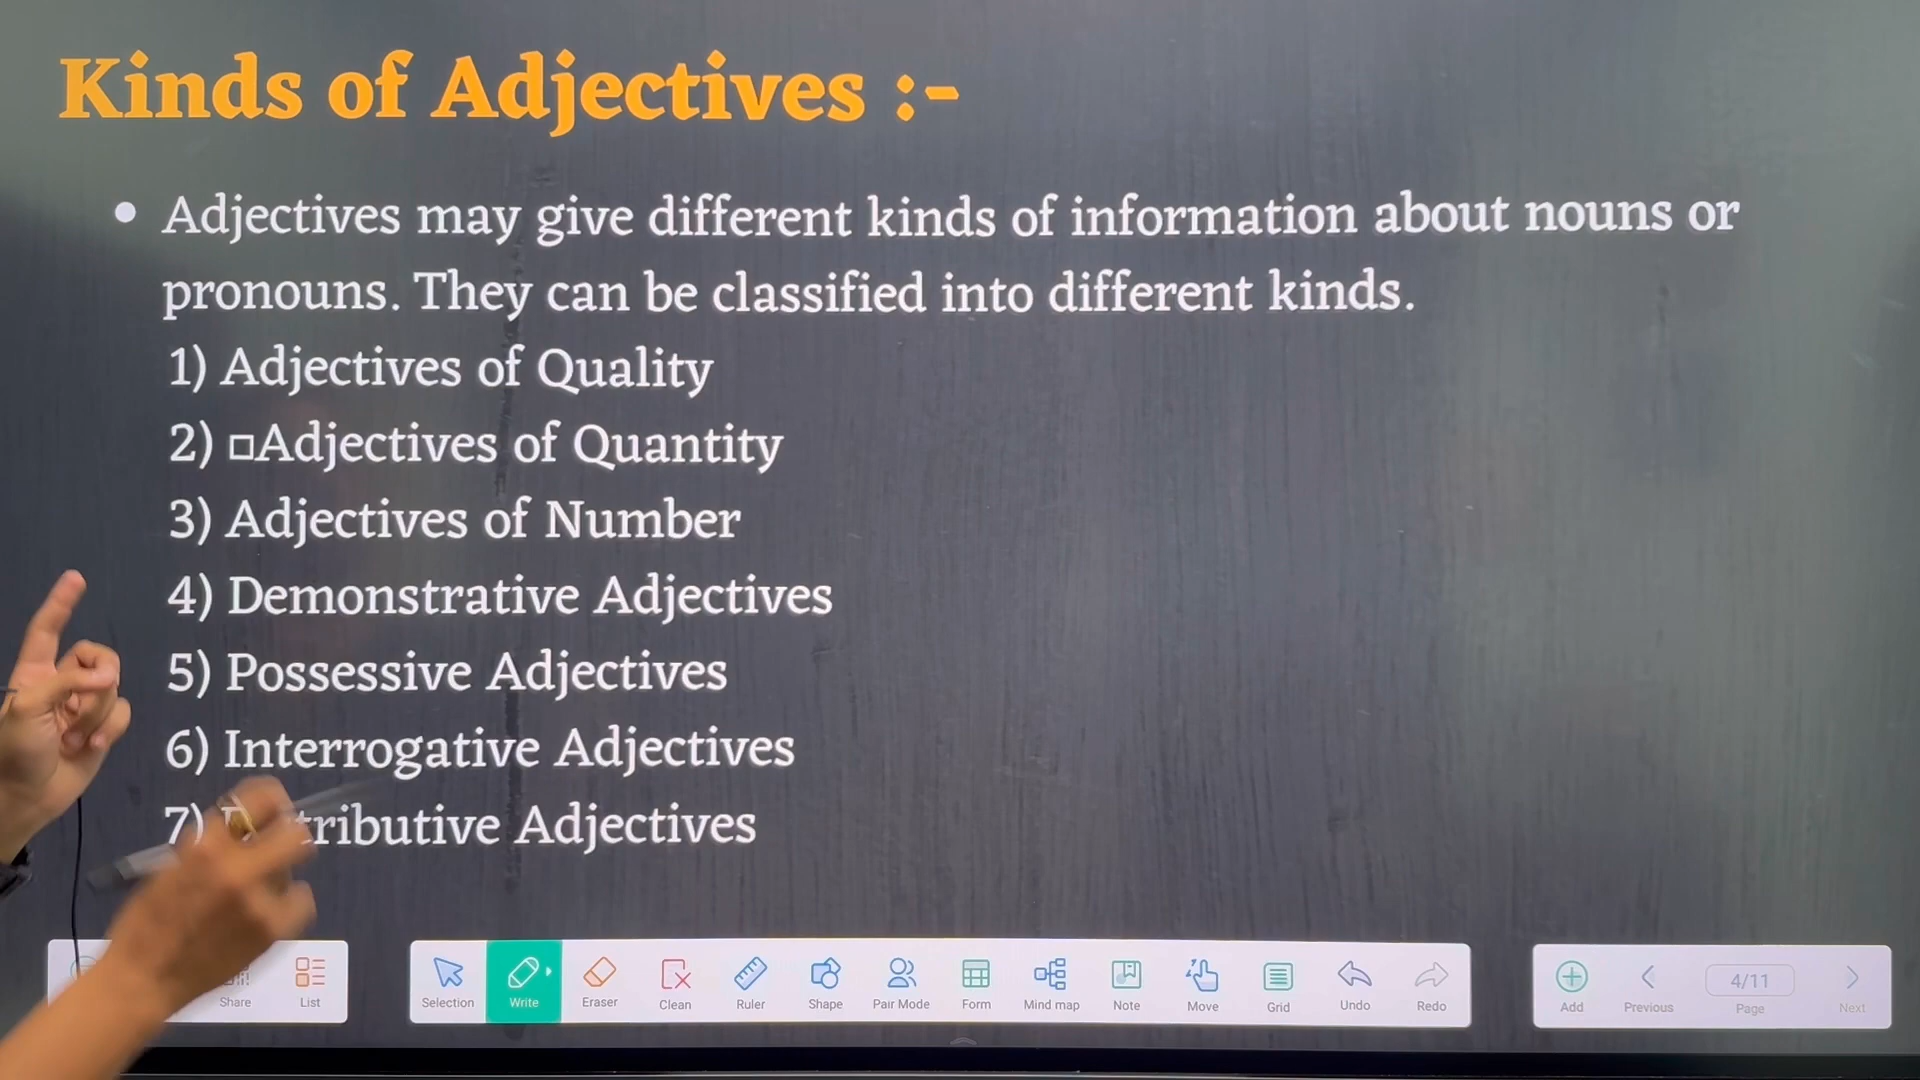 Kinds of Adjectives :-
• Adjectives may give different kinds of information about nouns or
pronouns. They can be classified into different kinds.
1) Adjectives of Quality
2) □Adjectives of Quantity
3) Adjectives of Number
4) Demonstrative Adjectives
5) Possessive Adjectives
6) Interrogative Adjectives
7) Adjectives
Share List
Selection Write Eraser Clean Ruler Shape Pair Mode Form Mind map Note Move Grid Undo Redo
Add Previous 4/11 Page Next